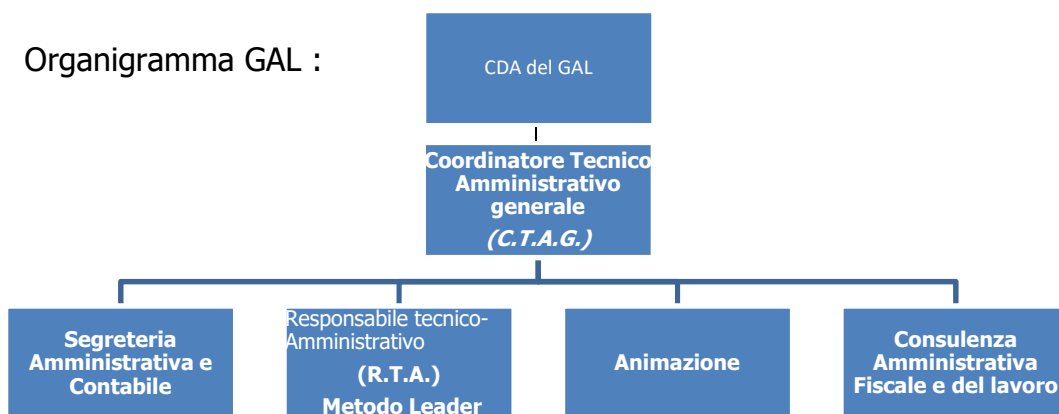 Organigramma GAL :
CDA del GAL
Coordinatore Tecnico
Amministrativo
generale
(C.T.A.G.)
Segreteria
Amministrativa e
Contabile
Responsabile tecnico-
Amministrativo
(R.T.A.)
Metodo Leader
Animazione
Consulenza
Amministrativa
Fiscale e del lavoro